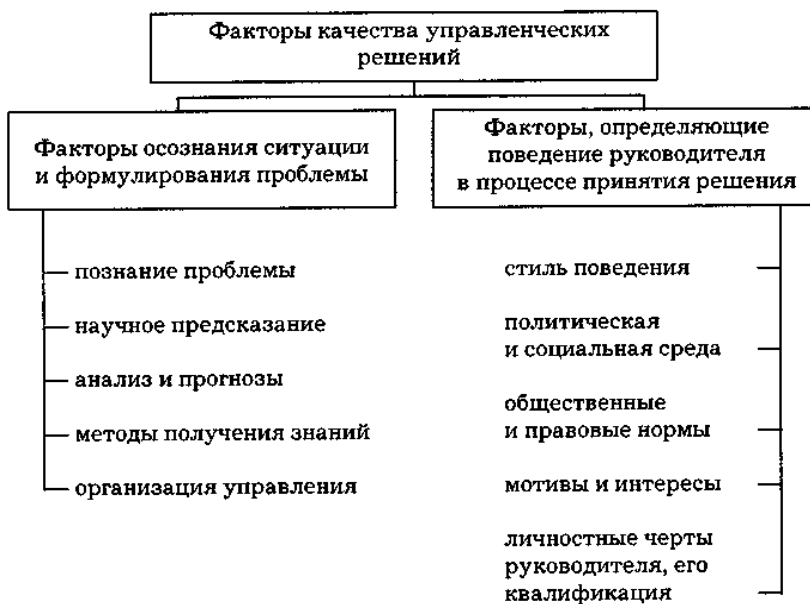 Факторы качества управленческих
решений
Факторы осознания ситуации
и формулирования проблемы
познание проблемы
научное предсказание
анализ и прогнозы
методы получения знаний
организация управления
Факторы, определяющие
поведение руководителя
в процессе принятия решения
стиль поведения
политическая
и социальная среда
общественные
и правовые нормы
мотивы и интересы
личностные черты
руководителя, его
квалификация